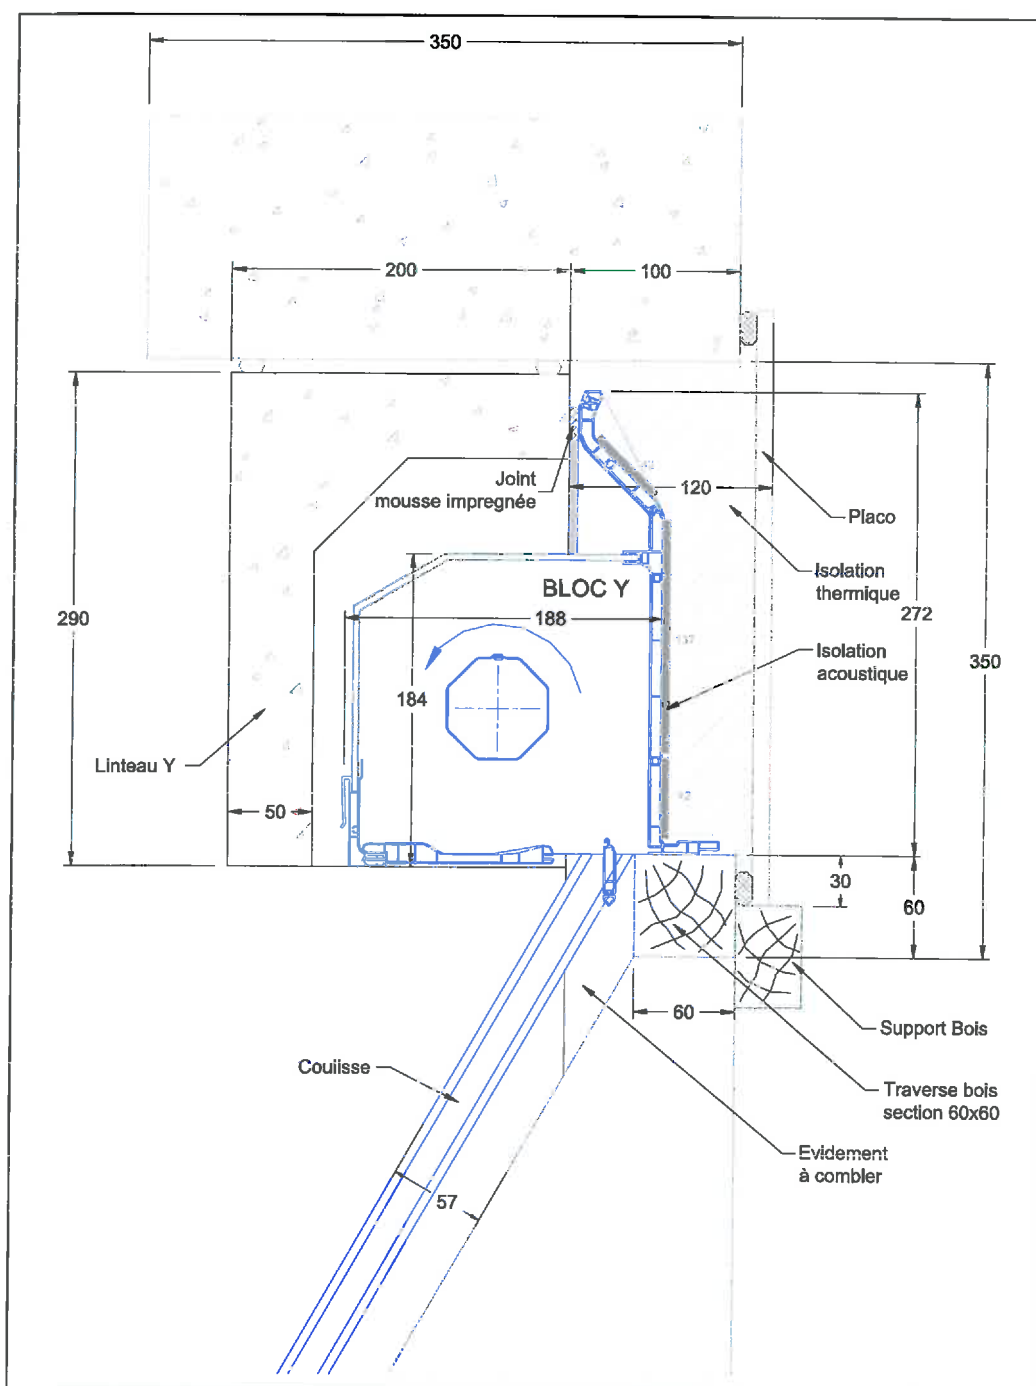 350
200
100
Joint
mousse impregnée
120
Placo
Isolation
thermique
BLOC Y
290
188
272
350
Isolation
acoustique
184
Linteau Y
50
30
60
60
Support Bois
Coulisse
Traverse bois
section 60x60
Evidement
à combler
57